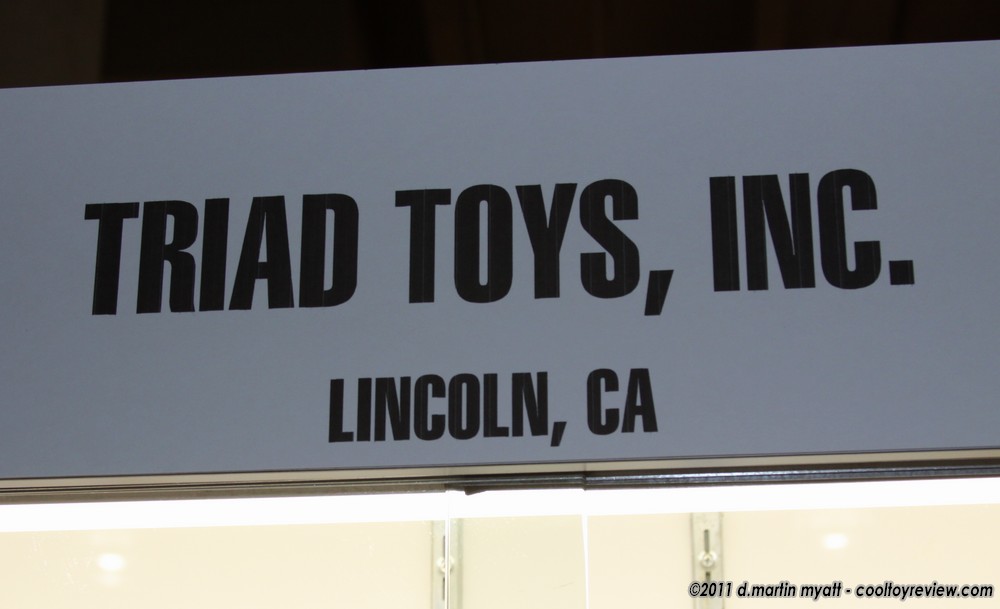 TRIAD TOYS, INC.
LINCOLN, CA
©2011 d.martin myatt - cooltoyreview.com